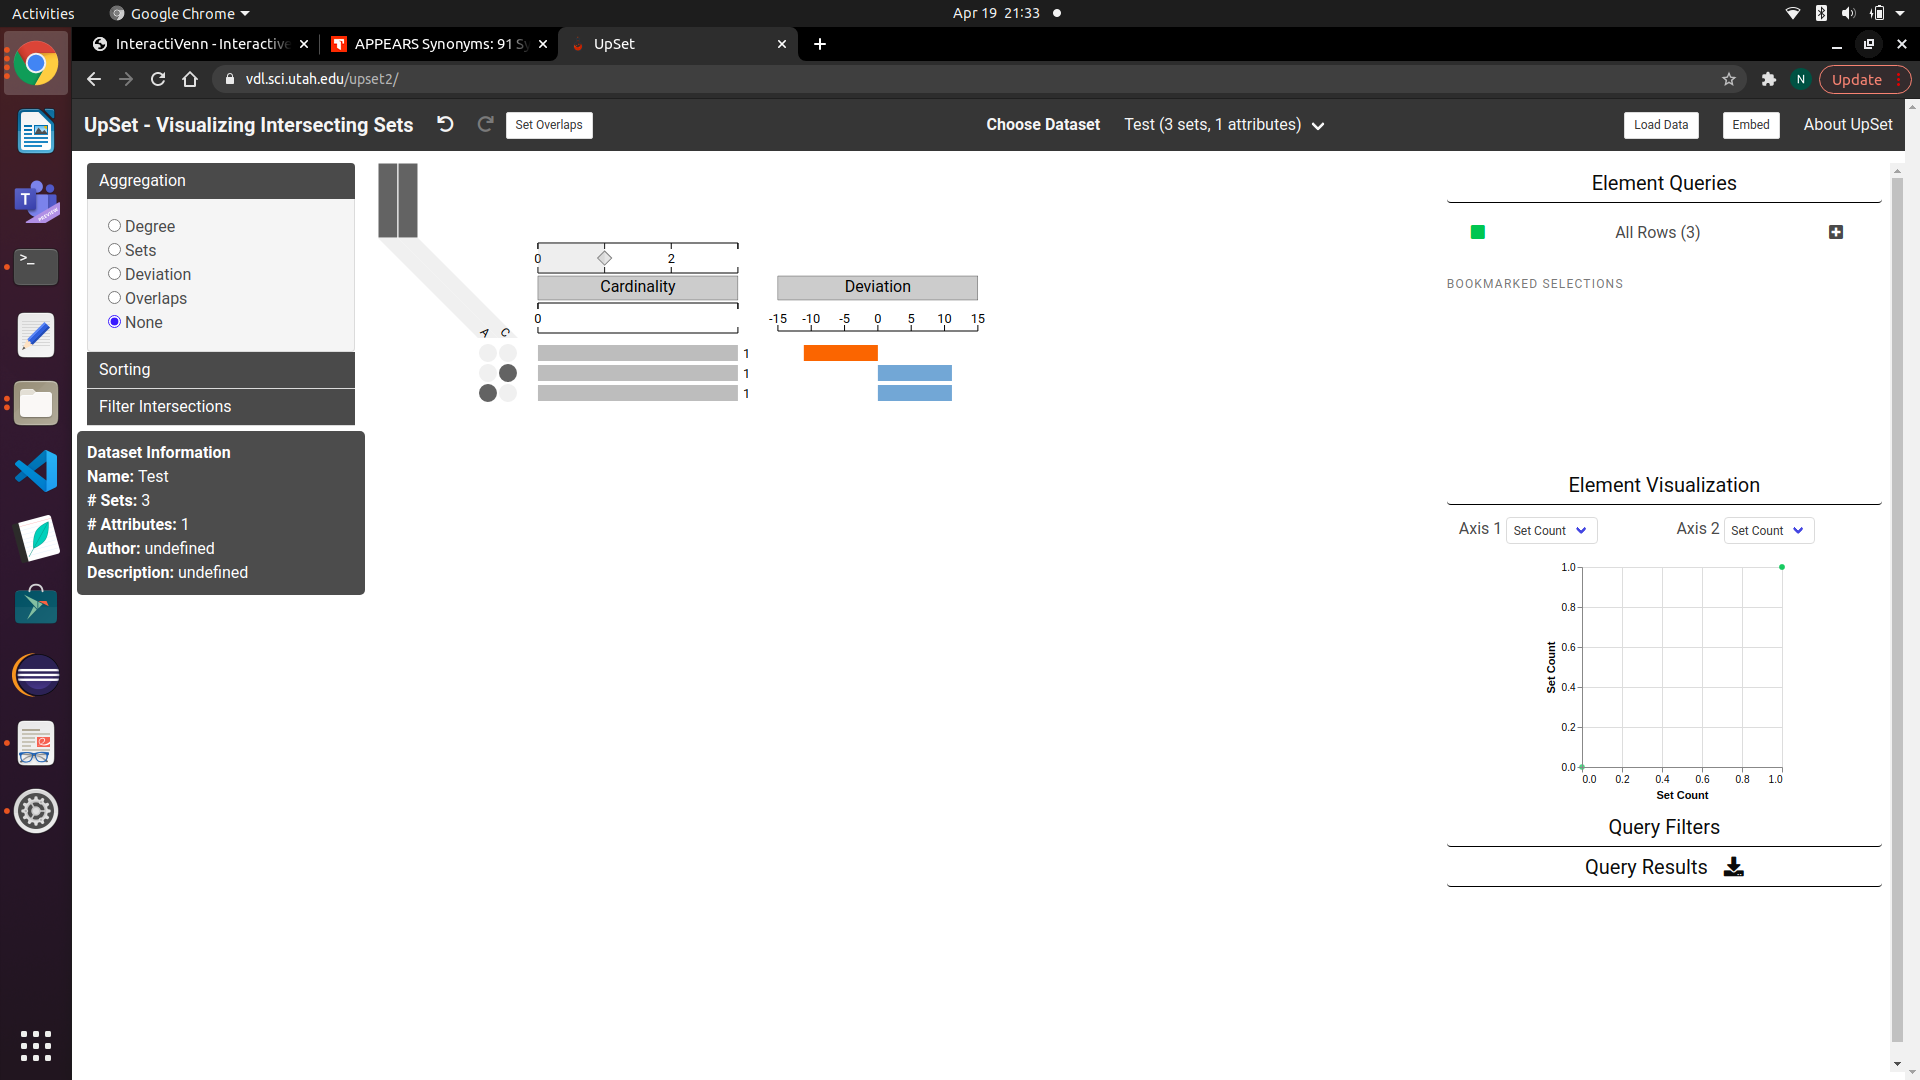 Activities
Google Chrome
Apr 19 21:33
InteractiVenn - Interactive
APPEARS Synonyms: 91 Sy
UpSet
vdl.sci.utah.edu/upset2/
N
Update
UpSet - Visualizing Intersecting Sets
Set Overlaps
Choose Dataset
Test (3 sets, 1 attributes)
Load Data
Embed
About UpSet
Aggregation
Degree
Sets
Deviation
Overlaps
None
Sorting
Filter Intersections
Dataset Information
Name: Test
# Sets: 3
# Attributes: 1
Author: undefined
Description: undefined
0 2
Cardinality
0
Deviation
-15 -10 -5 0 5 10 15
A C
1
1
1
Element Queries
All Rows (3)
BOOKMARKED SELECTIONS
Element Visualization
Axis 1 Set Count
Axis 2 Set Count
1.0
0.8
0.6
0.4
0.2
0.0
Set Count
0.0 0.2 0.4 0.6 0.8 1.0
Set Count
Query Filters
Query Results